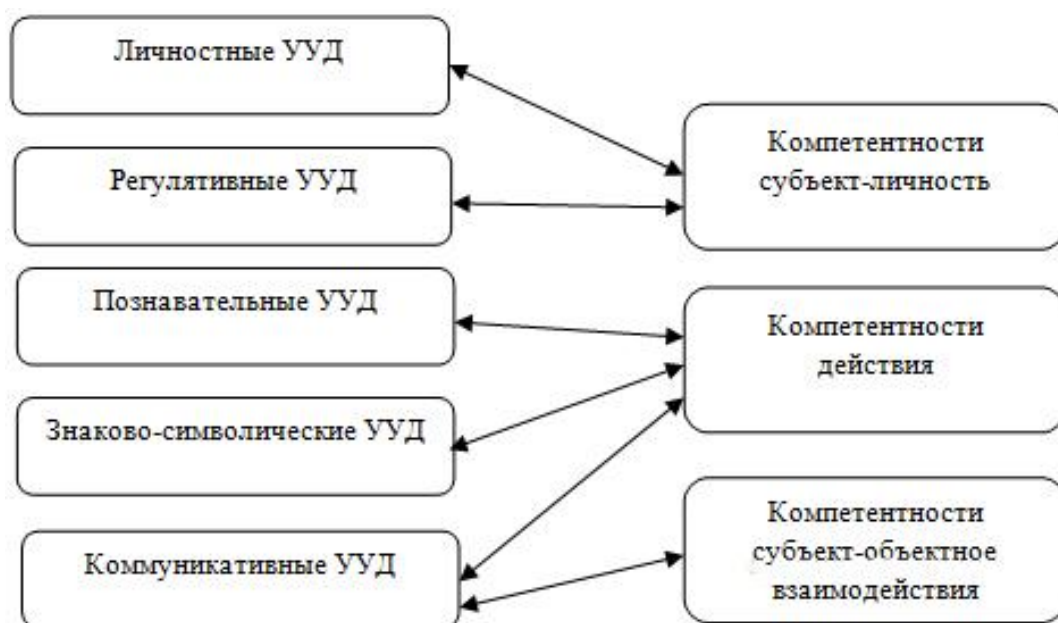 Личностные УУД
Регулятивные УУД
Познавательные УУД
Знаково-символические УУД
Коммуникативные УУД
Компетентности
субъект-личность
Компетентности
действия
Компетентности
субъект-объектное
взаимодействия